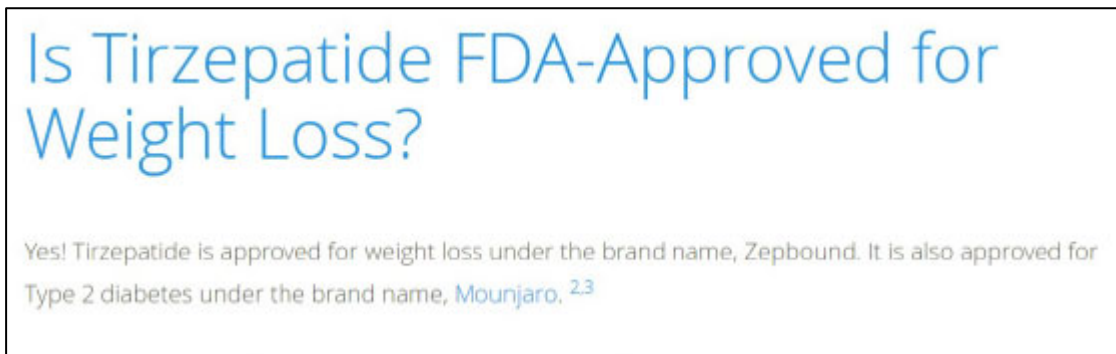 Is Tirzepatide FDA-Approved for
Weight Loss?
Yes! Tirzepatide is approved for weight loss under the brand name, Zepbound. It is also approved for
Type 2 diabetes under the brand name, Mounjaro. 2,3